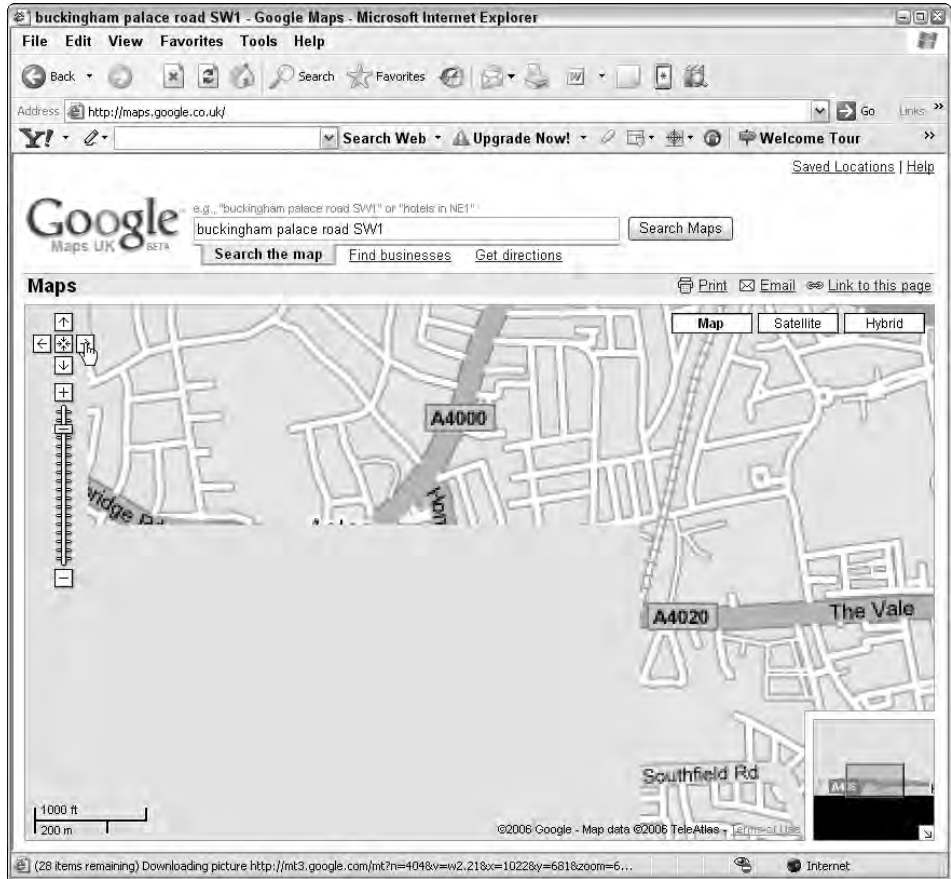 buckingham palace road SW1 - Google Maps - Microsoft Internet Explorer
File Edit View Favorites Tools Help
Back Search Favorites
Address http://maps.google.co.uk/ Go Links »
Y! Search Web Upgrade Now! Welcome Tour »
Saved Locations | Help
e.g., "buckingham palace road SW1" or "hotels in NE1"
Google Maps UK BETA
buckingham palace road SW1 Search Maps
Search the map Find businesses Get directions
Maps Print Email Link to this page
Map Satellite Hybrid
A4000
A4020 The Vale
Southfield Rd
1000 ft
200 m
©2006 Google - Map data ©2006 TeleAtlas - Terms of Use
(28 items remaining) Downloading picture http://mt3.google.com/mt?n=404&v=w2.21&x=1022&y=681&zoom=6... Internet